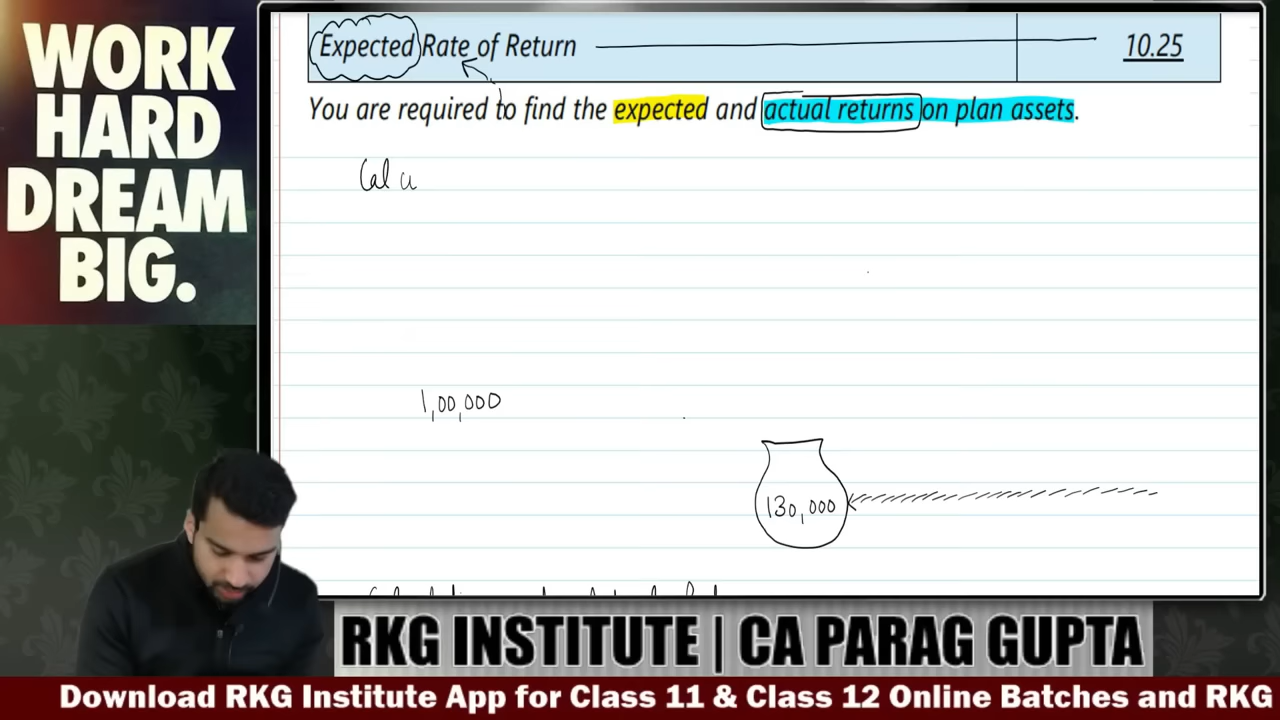 WORK
HARD
DREAM
BIG.
Expected Rate of Return 10.25
You are required to find the expected and actual returns on plan assets.
Cal u
1,00,000
130,000
RKG INSTITUTE | CA PARAG GUPTA
Download RKG Institute App for Class 11 & Class 12 Online Batches and RKG